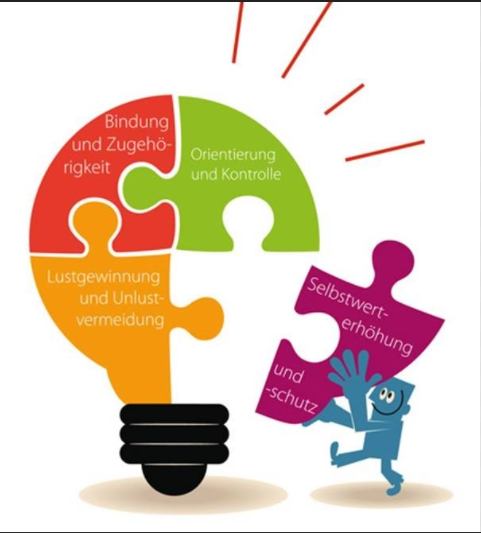 Bindung
und Zugehö-
rigkeit
Orientierung
und Kontrolle
Lustgewinnung
und Unlust-
vermeidung
Selbstwert-
erhöhung
und
-schutz